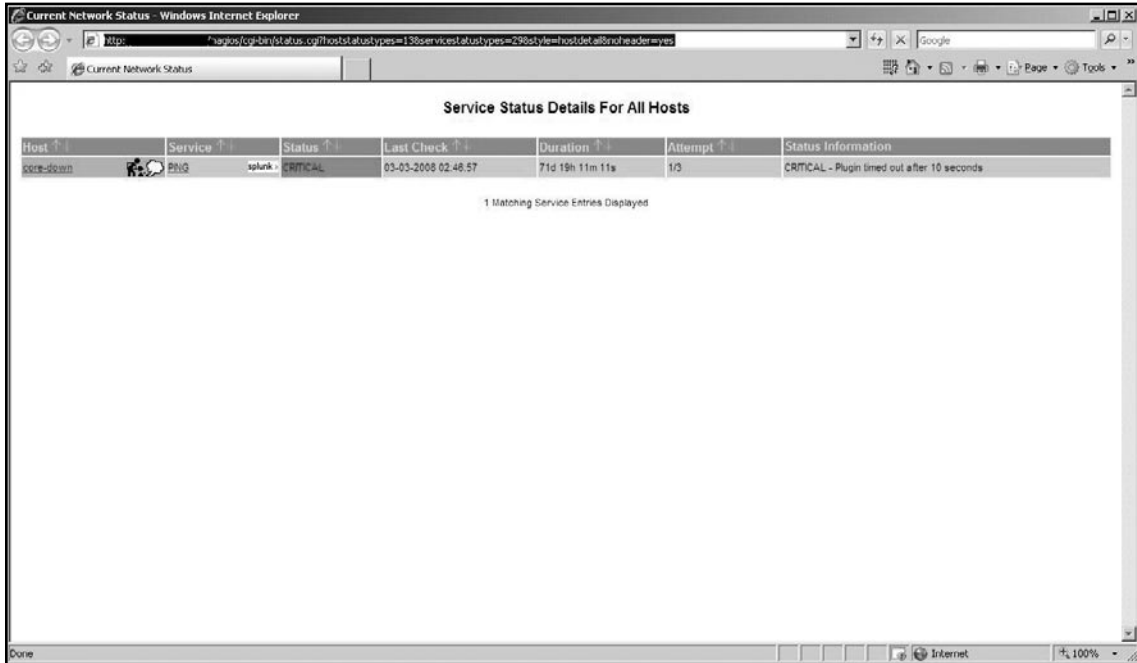 Current Network Status - Windows Internet Explorer
http: nagios/cgi-bin/status.cgi?hoststatustypes=13&servicestatustypes=29&style=hostdetail&noheader=yes
Google
Current Network Status
Page Tools
Service Status Details For All Hosts
Host Service Status Last Check Duration Attempt Status Information
core-down PING splunk> CRITICAL 03-03-2008 02:46:57 71d 19h 11m 11s 1/3 CRITICAL - Plugin timed out after 10 seconds
1 Matching Service Entries Displayed
Done Internet 100%